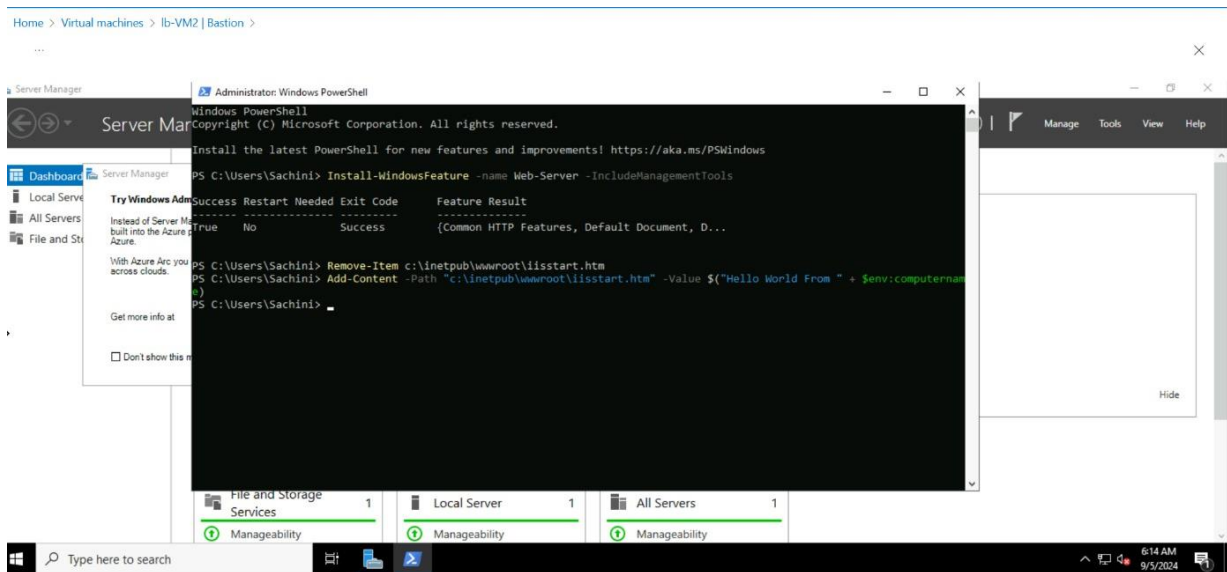 Home > Virtual machines > lb-VM2 | Bastion >
...
Server Manager
Administrator: Windows PowerShell
Server Mar
Manage Tools View Help
Windows PowerShell
Copyright (C) Microsoft Corporation. All rights reserved.
Install the latest PowerShell for new features and improvements! https://aka.ms/PSWindows
PS C:\Users\Sachini> Install-WindowsFeature -name Web-Server -IncludeManagementTools
Success Restart Needed Exit Code Feature Result
------- -------------- --------- --------------
True No Success {Common HTTP Features, Default Document, D...
PS C:\Users\Sachini> Remove-Item c:\inetpub\wwwroot\iisstart.htm
PS C:\Users\Sachini> Add-Content -Path "c:\inetpub\wwwroot\iisstart.htm" -Value $("Hello World From " + $env:computernam
e)
PS C:\Users\Sachini>
Dashboard
Local Serve
All Servers
File and St
Server Manager
Try Windows Adm
Instead of Server Ma
built into the Azure p
Azure.
With Azure Arc you
across clouds.
Get more info at
Don't show this m
Hide
File and Storage
Services 1
Manageability
Local Server 1
Manageability
All Servers 1
Manageability
Type here to search
6:14 AM
9/5/2024